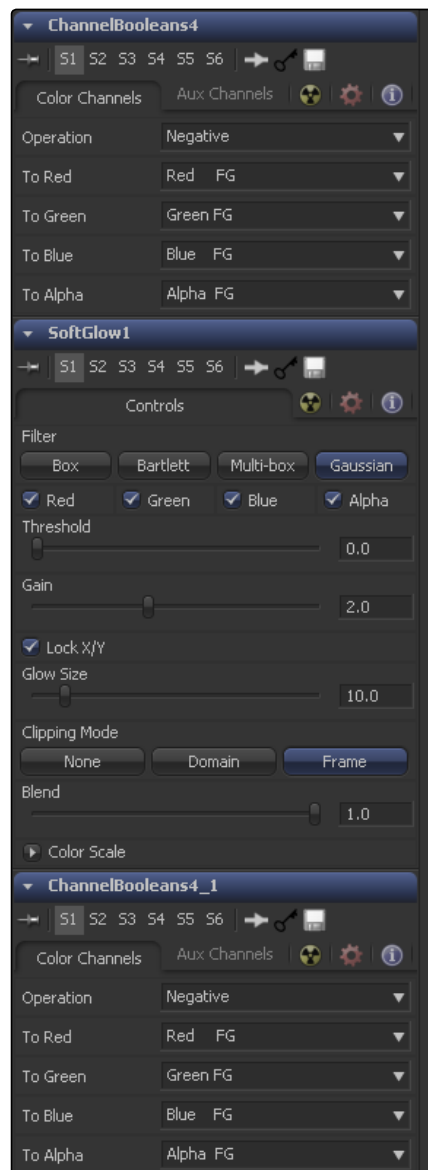 ChannelBooleans4
S1 S2 S3 S4 S5 S6
Color Channels Aux Channels
Operation Negative
To Red Red FG
To Green Green FG
To Blue Blue FG
To Alpha Alpha FG
SoftGlow1
S1 S2 S3 S4 S5 S6
Controls
Filter
Box Bartlett Multi-box Gaussian
Red Green Blue Alpha
Threshold
0.0
Gain
2.0
Lock X/Y
Glow Size
10.0
Clipping Mode
None Domain Frame
Blend
1.0
Color Scale
ChannelBooleans4_1
S1 S2 S3 S4 S5 S6
Color Channels Aux Channels
Operation Negative
To Red Red FG
To Green Green FG
To Blue Blue FG
To Alpha Alpha FG